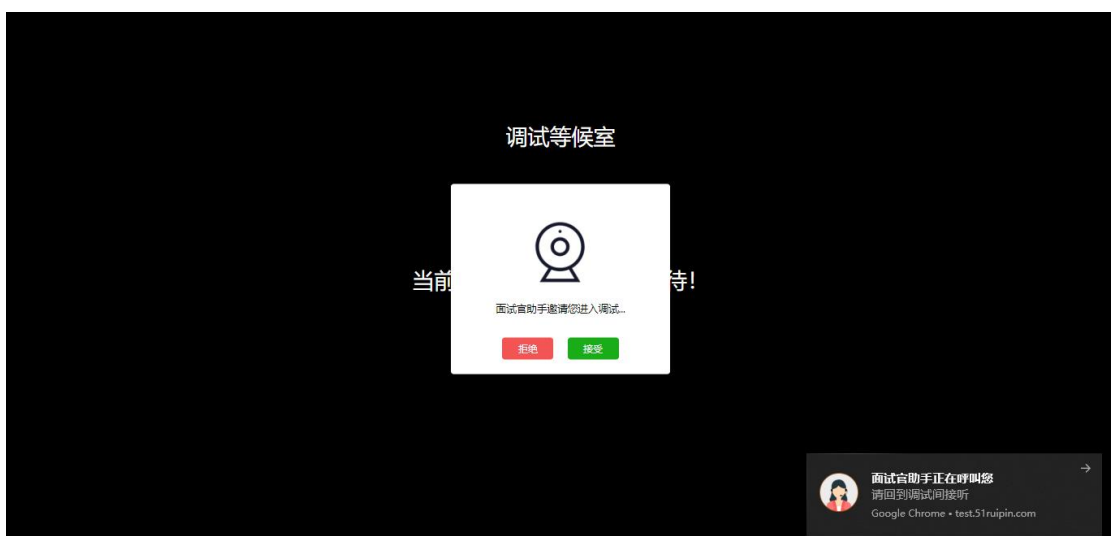 调试等候室
面试官助手邀请您进入调试...
当前
待!
拒绝
接受
面试官助手正在呼叫您
请回到调试间接听
Google Chrome • test.51ruipin.com